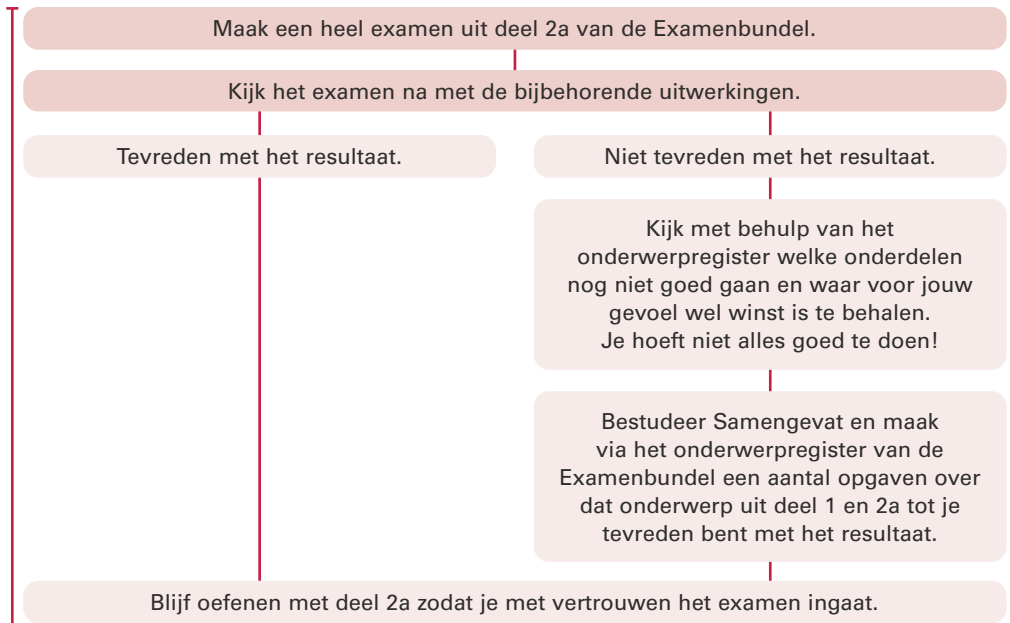 Maak een heel examen uit deel 2a van de Examenbundel.
Kijk het examen na met de bijbehorende uitwerkingen.
Tevreden met het resultaat.
Niet tevreden met het resultaat.
Kijk met behulp van het
onderwerpregister welke onderdelen
nog niet goed gaan en waar voor jouw
gevoel wel winst is te behalen.
Je hoeft niet alles goed te doen!
Bestudeer Samengevat en maak
via het onderwerpregister van de
Examenbundel een aantal opgaven over
dat onderwerp uit deel 1 en 2a tot je
tevreden bent met het resultaat.
Blijf oefenen met deel 2a zodat je met vertrouwen het examen ingaat.